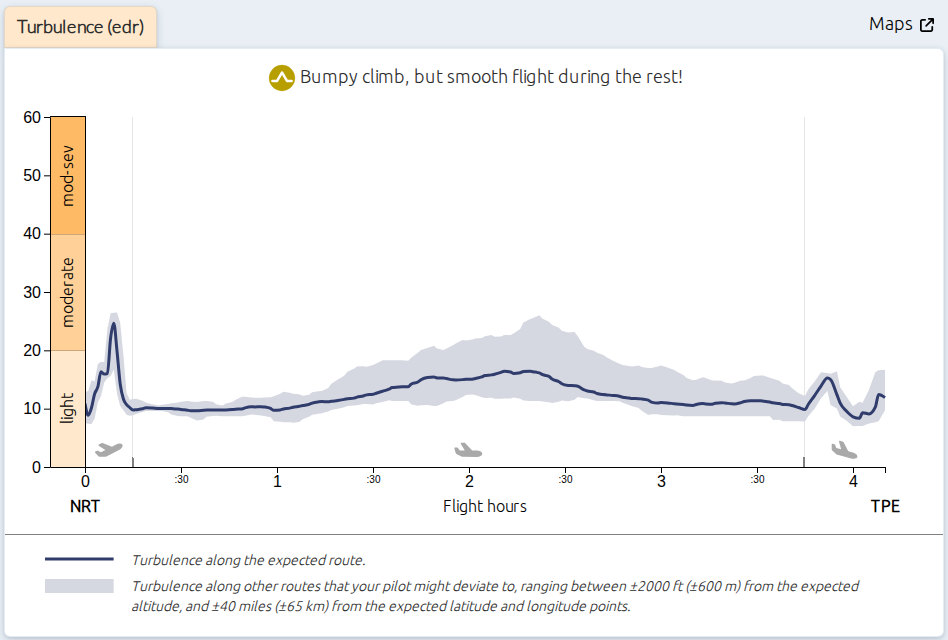 Turbulence (edr)
Maps
Bumpy climb, but smooth flight during the rest!
60
50
40
30
20
10
0
mod-sev
moderate
light
0 :30 1 :30 2 :30 3 :30 4
NRT Flight hours TPE
Turbulence along the expected route.
Turbulence along other routes that your pilot might deviate to, ranging between ±2000 ft (±600 m) from the expected
altitude, and ±40 miles (±65 km) from the expected latitude and longitude points.